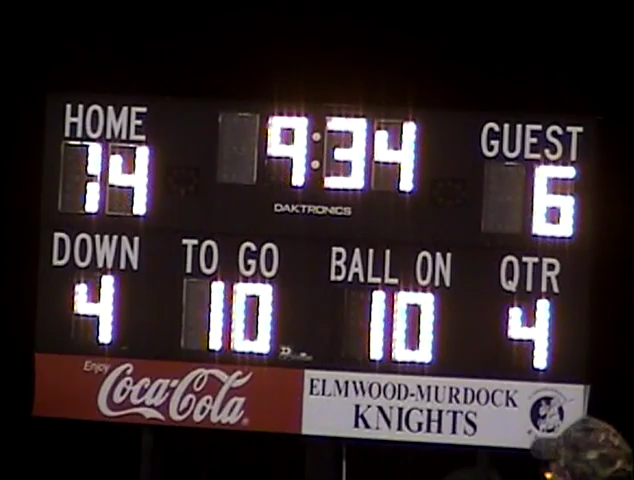 HOME 9:34 GUEST
14 6
DAKTRONICS
DOWN TO GO BALL ON QTR
4 10 10 4
Enjoy
Coca-Cola
ELMWOOD-MURDOCK
KNIGHTS